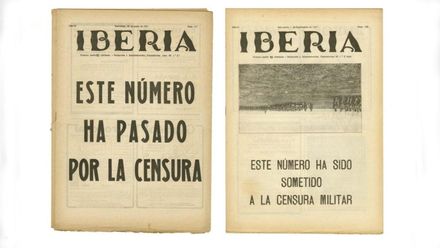 IBERIA
ESTE NÚMERO
HA PASADO
POR LA CENSURA
IBERIA
ESTE NÚMERO HA SIDO
SOMETIDO
A LA CENSURA MILITAR